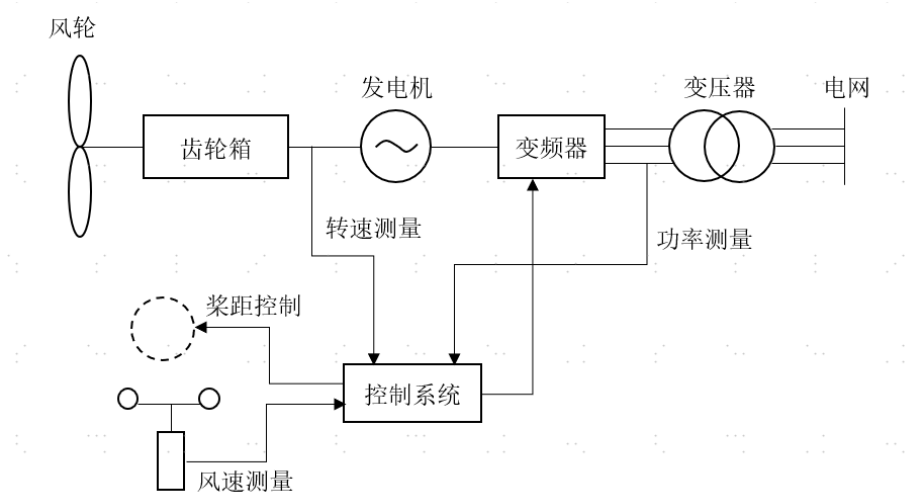 风轮
发电机
变压器
电网
齿轮箱
变频器
转速测量
功率测量
桨距控制
控制系统
风速测量